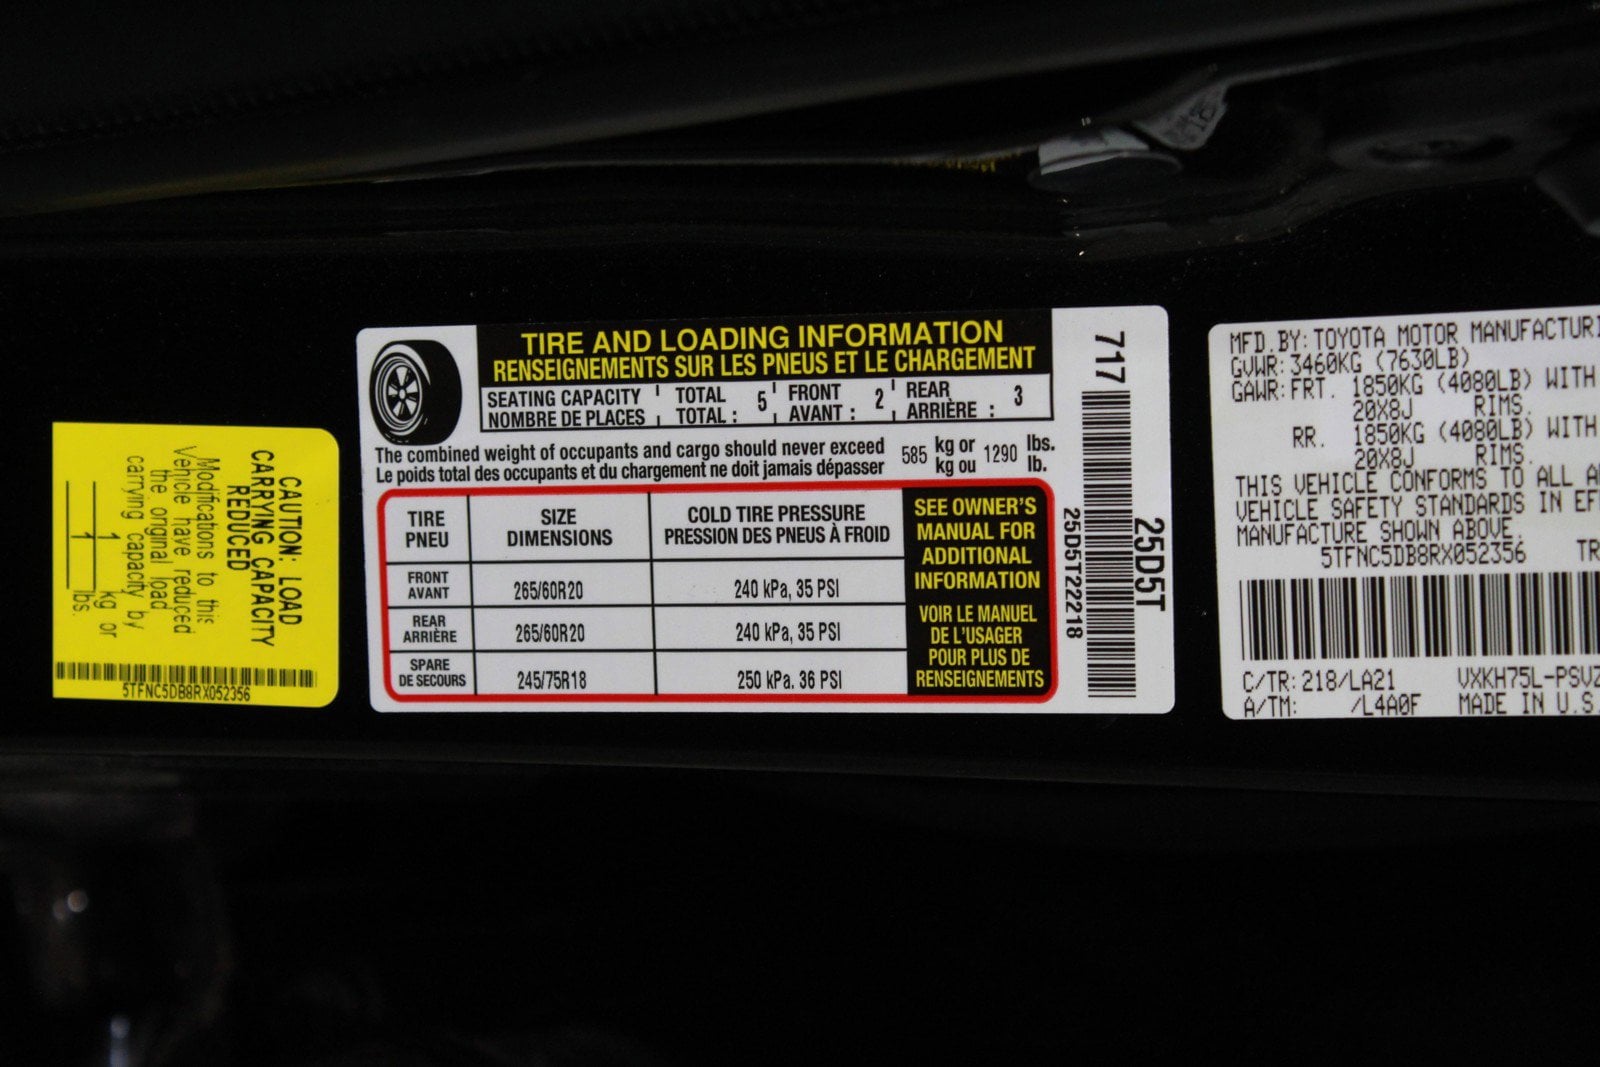 CAUTION: LOAD
CARRYING CAPACITY
REDUCED
Modifications to this
Vehicle have reduced
the original load
carrying capacity by
1 kg or
1 lbs.
5TFNC5DB8RX052356
TIRE AND LOADING INFORMATION
RENSEIGNEMENTS SUR LES PNEUS ET LE CHARGEMENT
SEATING CAPACITY TOTAL 5 FRONT 2 REAR 3
NOMBRE DE PLACES TOTAL : AVANT : ARRIÈRE :
The combined weight of occupants and cargo should never exceed 585 kg or 1290 lbs.
Le poids total des occupants et du chargement ne doit jamais dépasser kg ou lb.
TIRE SIZE COLD TIRE PRESSURE
PNEU DIMENSIONS PRESSION DES PNEUS À FROID
FRONT
AVANT 265/60R20 240 kPa, 35 PSI
REAR
ARRIÈRE 265/60R20 240 kPa, 35 PSI
SPARE
DE SECOURS 245/75R18 250 kPa. 36 PSI
SEE OWNER'S
MANUAL FOR
ADDITIONAL
INFORMATION
VOIR LE MANUEL
DE L'USAGER
POUR PLUS DE
RENSEIGNEMENTS
717
25D5T
25D5T22218
MFD.BY: TOYOTA MOTOR
GVWR: 3460KG (7630LB)
GAWR: FRT. 1850KG (4080LB) WITH
20X8J RIMS.
RR. 1850KG (4080LB) WITH
20X8J RIMS.
THIS VEHICLE CONFORMS TO ALL
VEHICLE SAFETY STANDARDS IN
MANUFACTURE SHOWN ABOVE.
5TFNC5DB8RX052356
C/TR: 218/LA21
A/TM: /L4A0F MADE IN U.S.